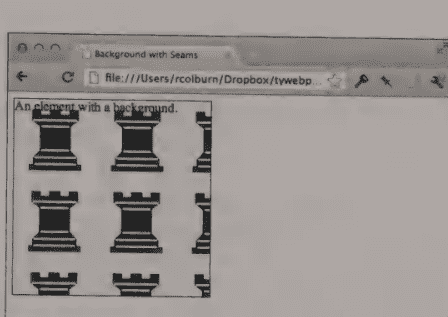 Background with Seams
file:///Users/rcolburn/Dropbox/tywebp...
An element with a background.